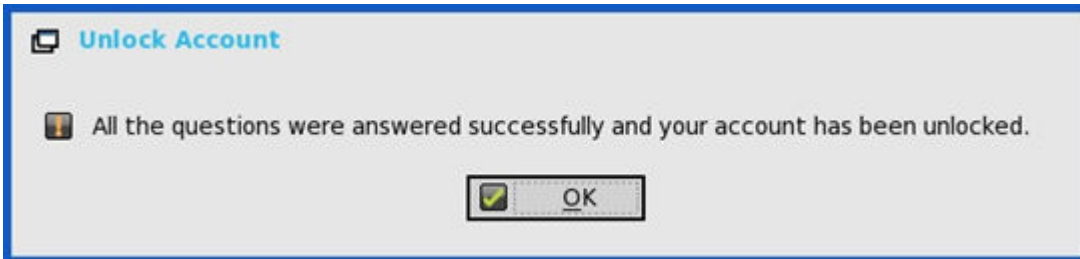 Unlock Account
All the questions were answered successfully and your account has been unlocked.
OK